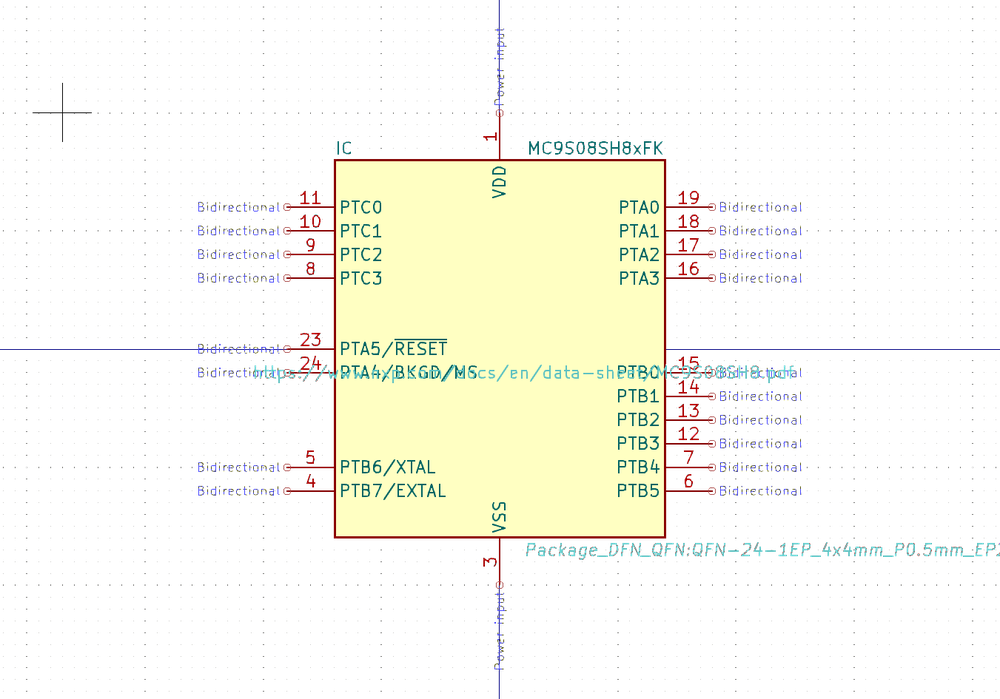 Power input
1
IC MC9S08SH8xFK
VDD
Bidirectional 11 PTC0 PTA0 19 Bidirectional
Bidirectional 10 PTC1 PTA1 18 Bidirectional
Bidirectional 9 PTC2 PTA2 17 Bidirectional
Bidirectional 8 PTC3 PTA3 16 Bidirectional
Bidirectional 23 PTA5/RESET
Bidirectional 24 PTA4/BKGD/MS PTB0 15 Bidirectional
https://www.nxp.com/docs/en/data-sheet/MC9S08SH8.pdf
PTB1 14 Bidirectional
PTB2 13 Bidirectional
PTB3 12 Bidirectional
Bidirectional 5 PTB6/XTAL PTB4 7 Bidirectional
Bidirectional 4 PTB7/EXTAL PTB5 6 Bidirectional
VSS
Package_DFN_QFN:QFN-24-1EP_4x4mm_P0.5mm_EP
3
Power input